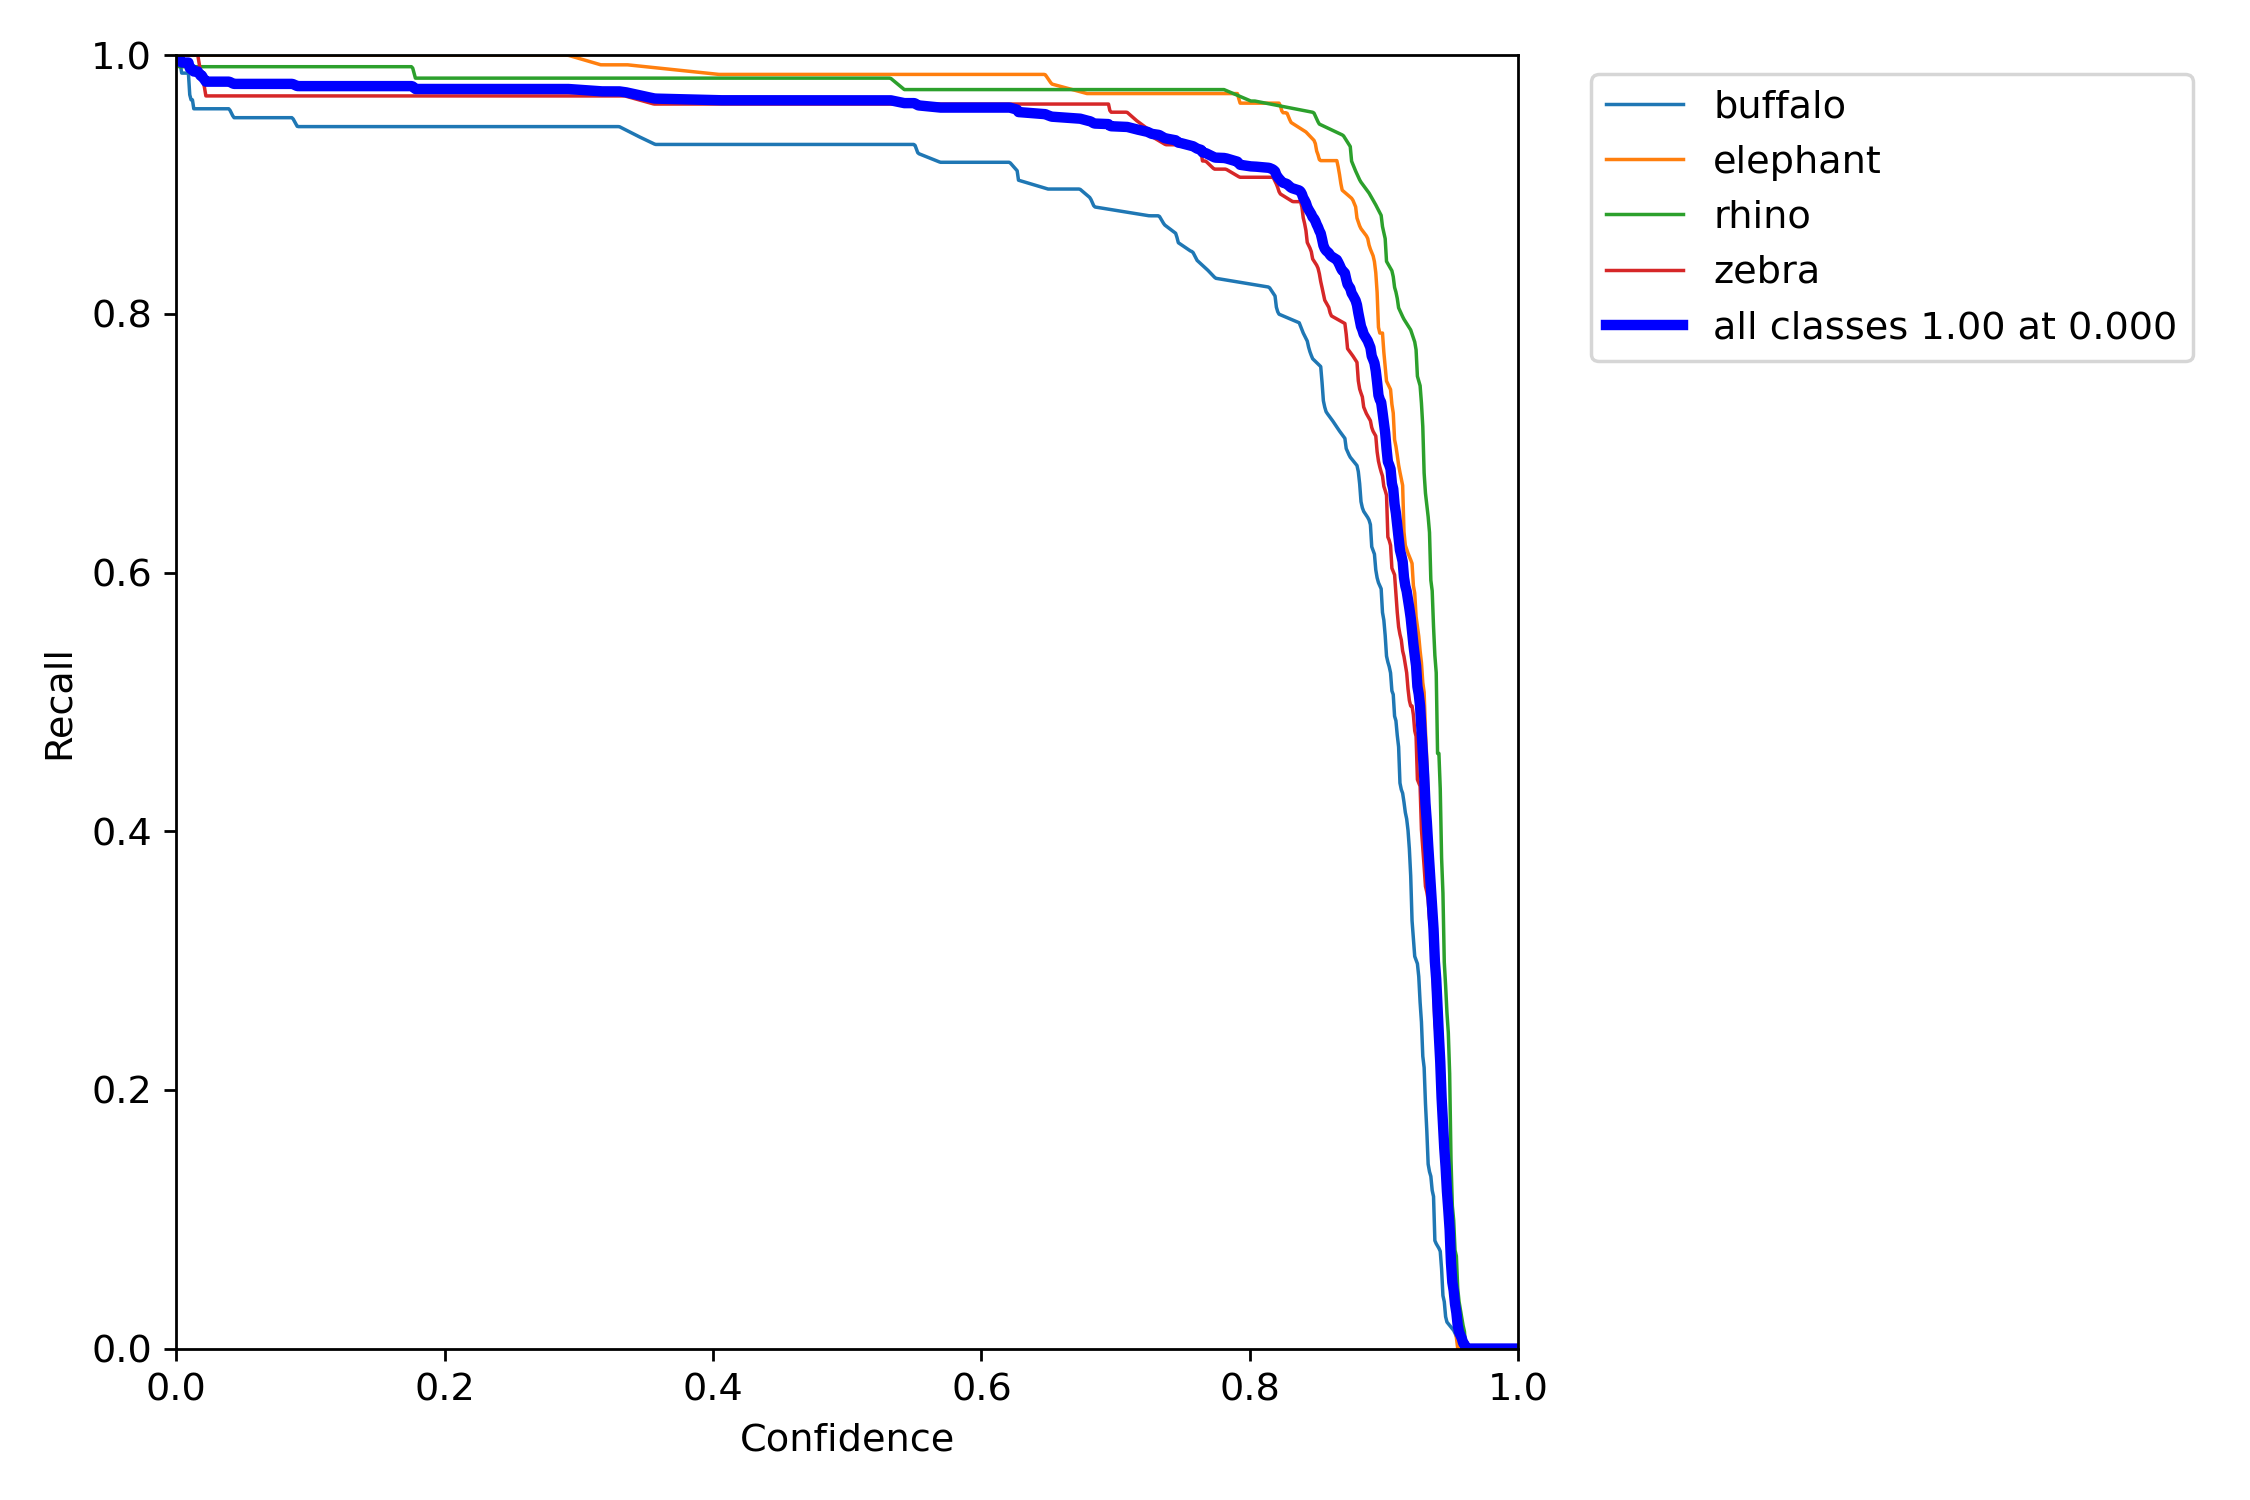 1.0
0.8
0.6
0.4
0.2
0.0
0.0 0.2 0.4 0.6 0.8 1.0
Recall
Confidence
buffalo
elephant
rhino
zebra
all classes 1.00 at 0.000